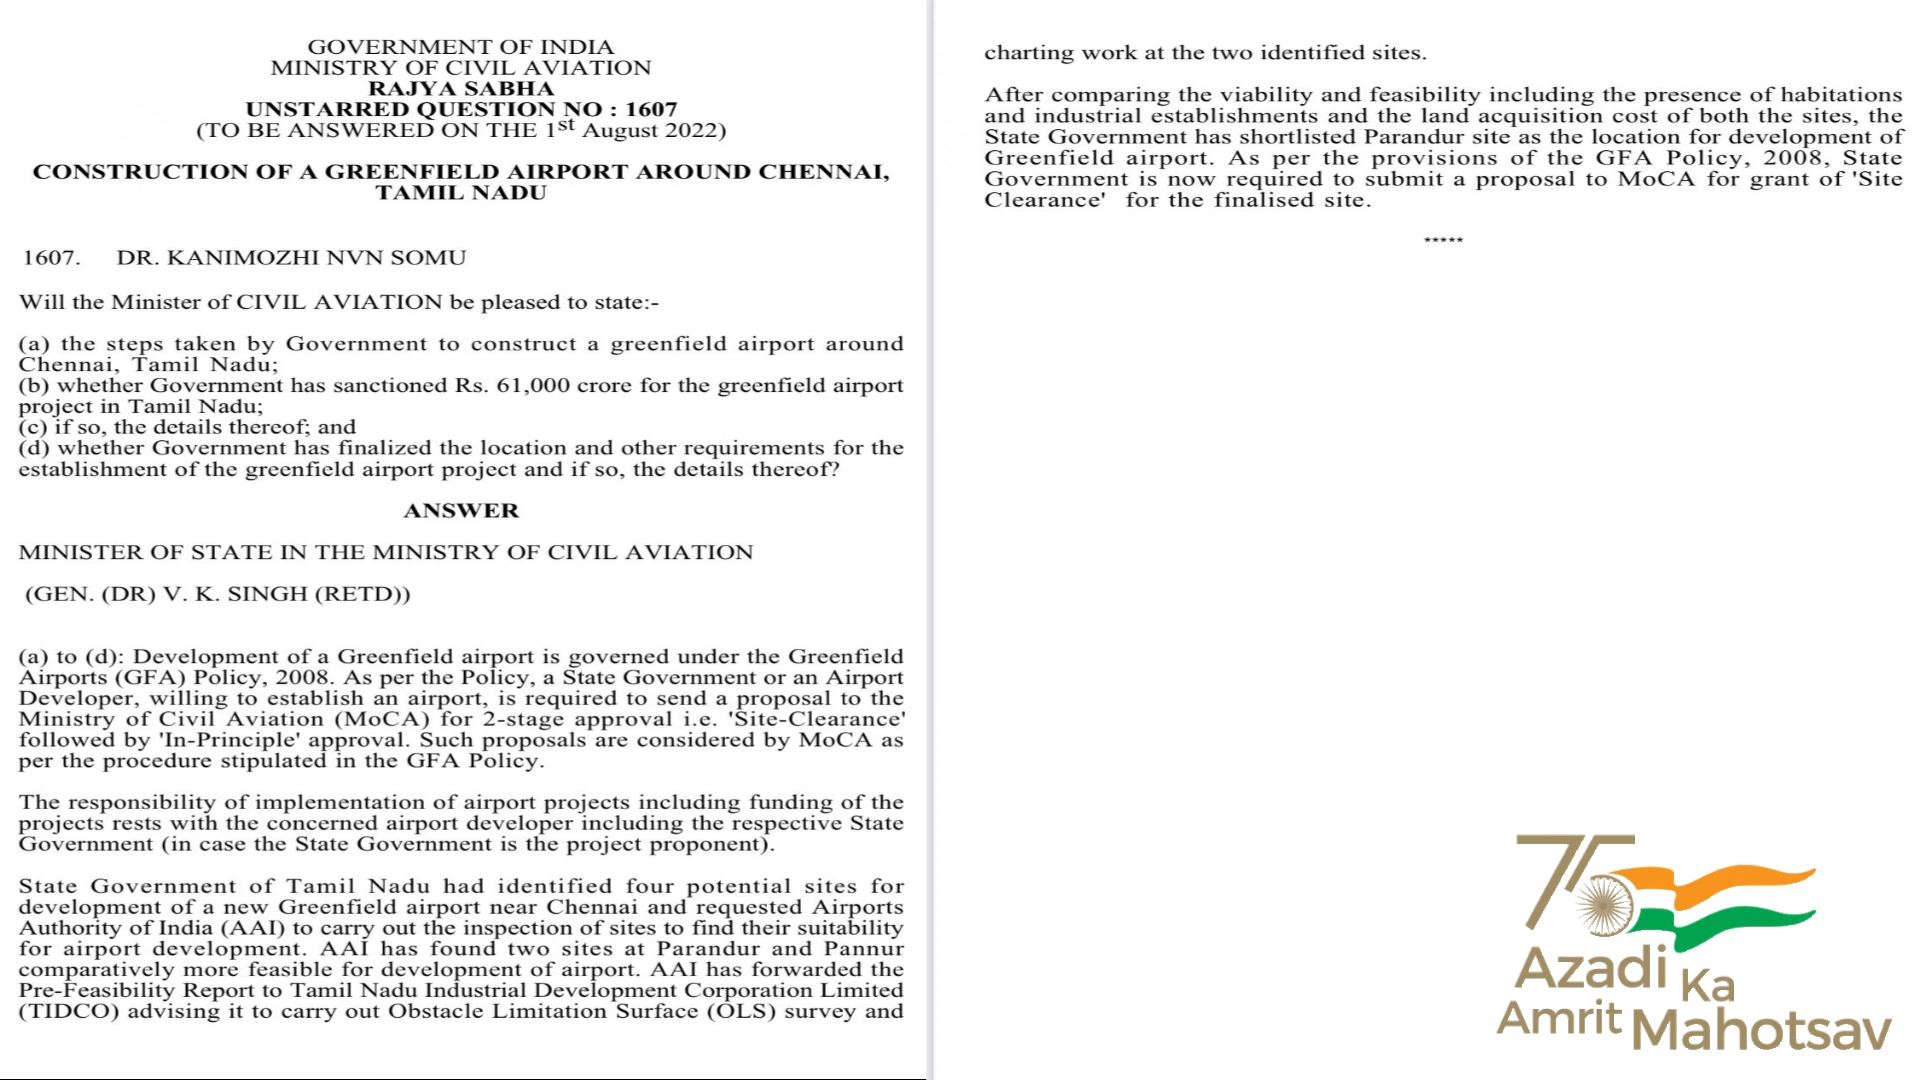 GOVERNMENT OF INDIA
MINISTRY OF CIVIL AVIATION
RAJYA SABHA
UNSTARRED QUESTION NO : 1607
(TO BE ANSWERED ON THE 1st August 2022)
CONSTRUCTION OF A GREENFIELD AIRPORT AROUND CHENNAI,
TAMIL NADU
1607. DR. KANIMOZHI NVN SOMU
Will the Minister of CIVIL AVIATION be pleased to state:-
(a) the steps taken by Government to construct a greenfield airport around
Chennai, Tamil Nadu;
(b) whether Government has sanctioned Rs. 61,000 crore for the greenfield airport
project in Tamil Nadu;
(c) if so, the details thereof; and
(d) whether Government has finalized the location and other requirements for the
establishment of the greenfield airport project and if so, the details thereof?
ANSWER
MINISTER OF STATE IN THE MINISTRY OF CIVIL AVIATION
(GEN. (DR) V. K. SINGH (RETD))
(a) to (d): Development of a Greenfield airport is governed under the Greenfield
Airports (GFA) Policy, 2008. As per the Policy, a State Government or an Airport
Developer, willing to establish an airport, is required to send a proposal to the
Ministry of Civil Aviation (MoCA) for 2-stage approval i.e. 'Site-Clearance'
followed by 'In-Principle' approval. Such proposals are considered by MoCA as
per the procedure stipulated in the GFA Policy.
The responsibility of implementation of airport projects including funding of the
projects rests with the concerned airport developer including the respective State
Government (in case the State Government is the project proponent).
State Government of Tamil Nadu had identified four potential sites for
development of a new Greenfield airport near Chennai and requested Airports
Authority of India (AAI) to carry out the inspection of sites to find their suitability
for airport development. AAI has found two sites at Parandur and Pannur
comparatively more feasible for development of airport. AAI has forwarded the
Pre-Feasibility Report to Tamil Nadu Industrial Development Corporation Limited
(TIDCO) advising it to carry out Obstacle Limitation Surface (OLS) survey and
charting work at the two identified sites.
After comparing the viability and feasibility including the presence of habitations
and industrial establishments and the land acquisition cost of both the sites, the
State Government has shortlisted Parandur site as the location for development of
Greenfield airport. As per the provisions of the GFA Policy, 2008, State
Government is now required to submit a proposal to MoCA for grant of 'Site
Clearance' for the finalised site.
*****
75
Azadi Ka
Amrit Mahotsav